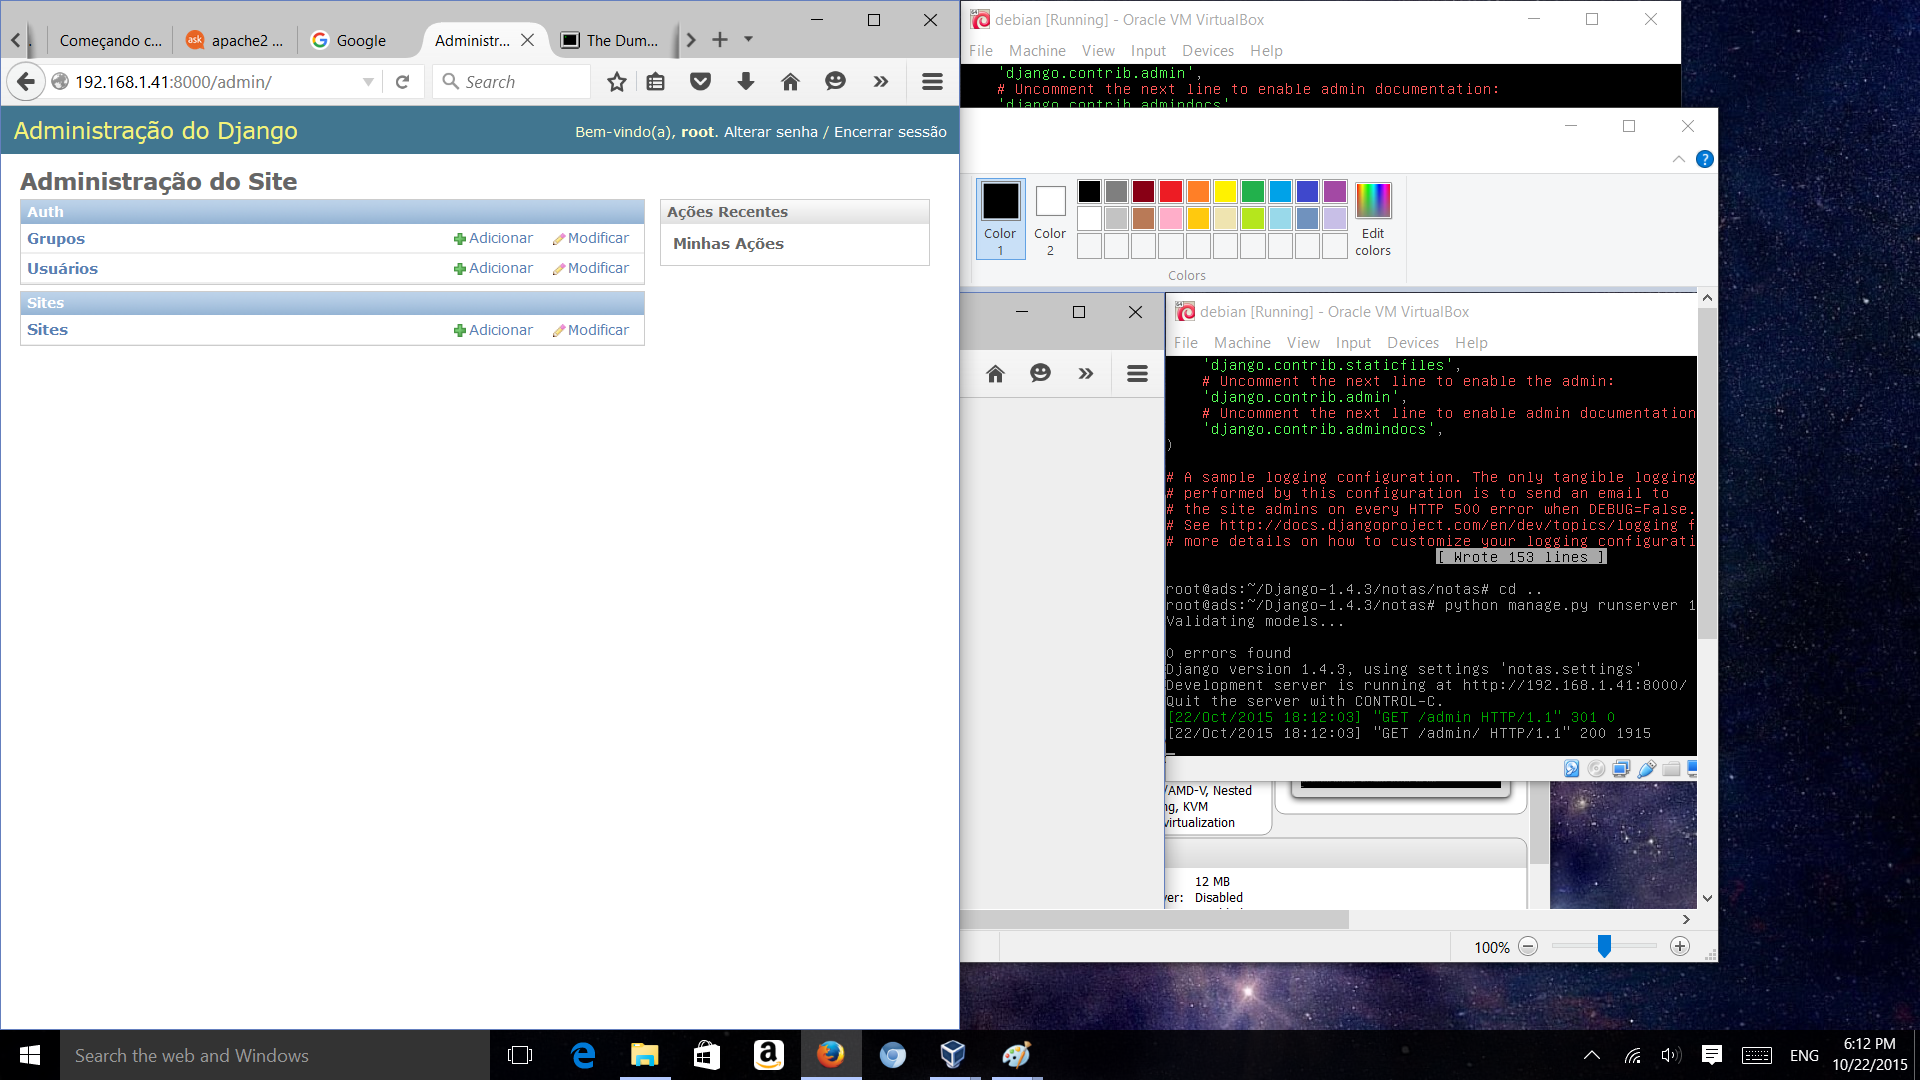 Começando c...
ask apache2 ...
Google
Administr...
The Dum...
192.168.1.41:8000/admin/
Search
Administração do Django
Bem-vindo(a), root. Alterar senha / Encerrar sessão
Administração do Site
Auth
Grupos Adicionar Modificar
Usuários Adicionar Modificar
Sites
Sites Adicionar Modificar
Ações Recentes
Minhas Ações
debian [Running] - Oracle VM VirtualBox
File Machine View Input Devices Help
'django.contrib.admin',
# Uncomment the next line to enable admin documentation:
'django.contrib.admindocs'
?
Color 1
Color 2
Edit colors
Colors
debian [Running] - Oracle VM VirtualBox
File Machine View Input Devices Help
'django.contrib.staticfiles',
# Uncomment the next line to enable the admin:
'django.contrib.admin',
# Uncomment the next line to enable admin documentation
'django.contrib.admindocs',
)
# A sample logging configuration. The only tangible logging
# performed by this configuration is to send an email to
# the site admins on every HTTP 500 error when DEBUG=False.
# See http://docs.djangoproject.com/en/dev/topics/logging f
# more details on how to customize your logging configurati
[ Wrote 153 lines ]
root@ads:~/Django-1.4.3/notas/notas# cd ..
root@ads:~/Django-1.4.3/notas# python manage.py runserver 1
Validating models...
0 errors found
Django version 1.4.3, using settings 'notas.settings'
Development server is running at http://192.168.1.41:8000/
Quit the server with CONTROL-C.
[22/Oct/2015 18:12:03] "GET /admin HTTP/1.1" 301 0
[22/Oct/2015 18:12:03] "GET /admin/ HTTP/1.1" 200 1915
/AMD-V, Nested
ng, KVM
virtualization
12 MB
ver: Disabled
100%
Search the web and Windows
ENG
6:12 PM
10/22/2015